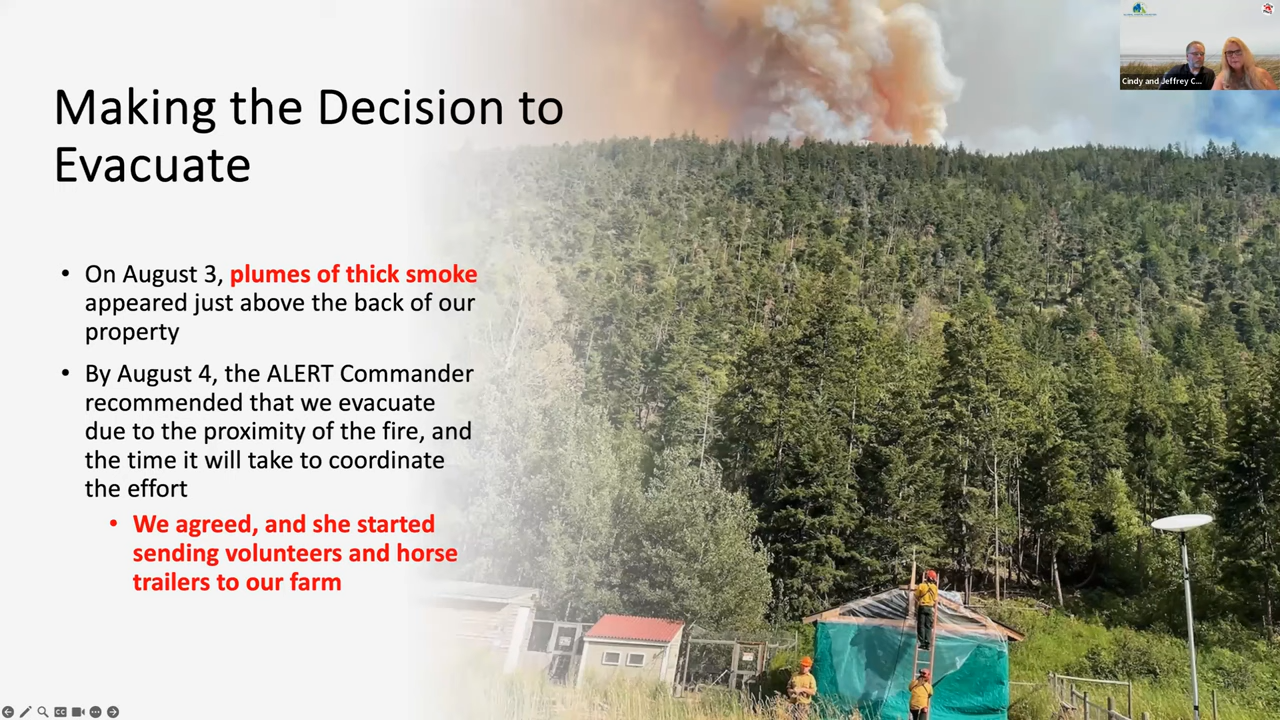 Making the Decision to
Evacuate
• On August 3, plumes of thick smoke
appeared just above the back of our
property
• By August 4, the ALERT Commander
recommended that we evacuate
due to the proximity of the fire, and
the time it will take to coordinate
the effort
• We agreed, and she started
sending volunteers and horse
trailers to our farm
Cindy and Jeffrey C...
CC